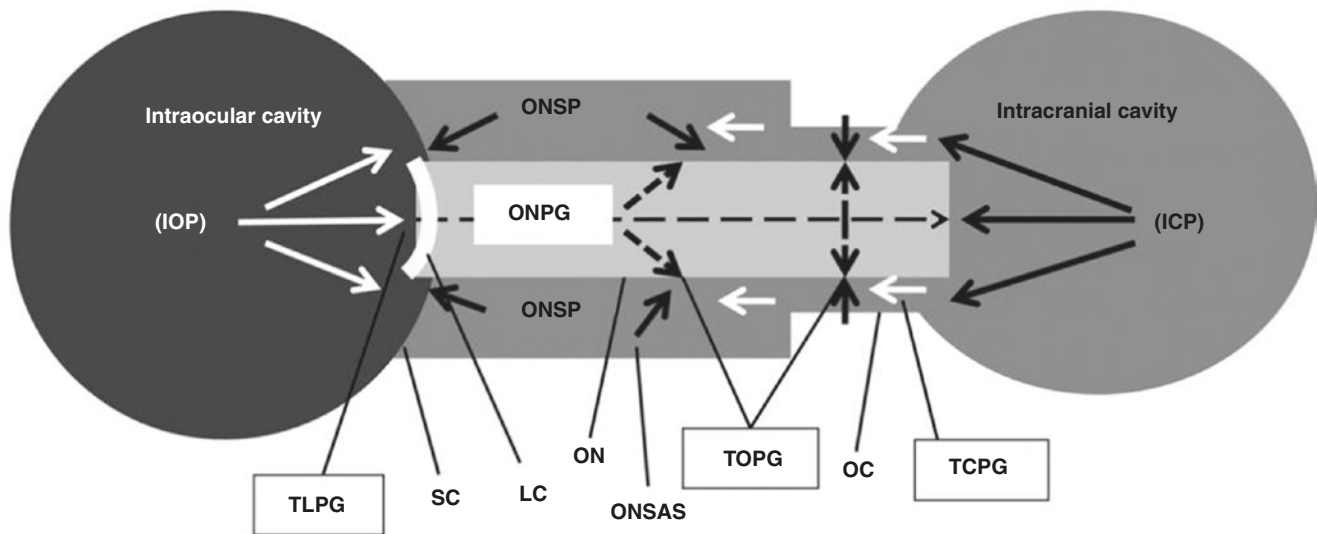 ONSP
Intraocular cavity
Intracranial cavity
(IOP)
ONPG
(ICP)
ONSP
TLPG
SC
LC
ON
ONSAS
TOPG
OC
TCPG